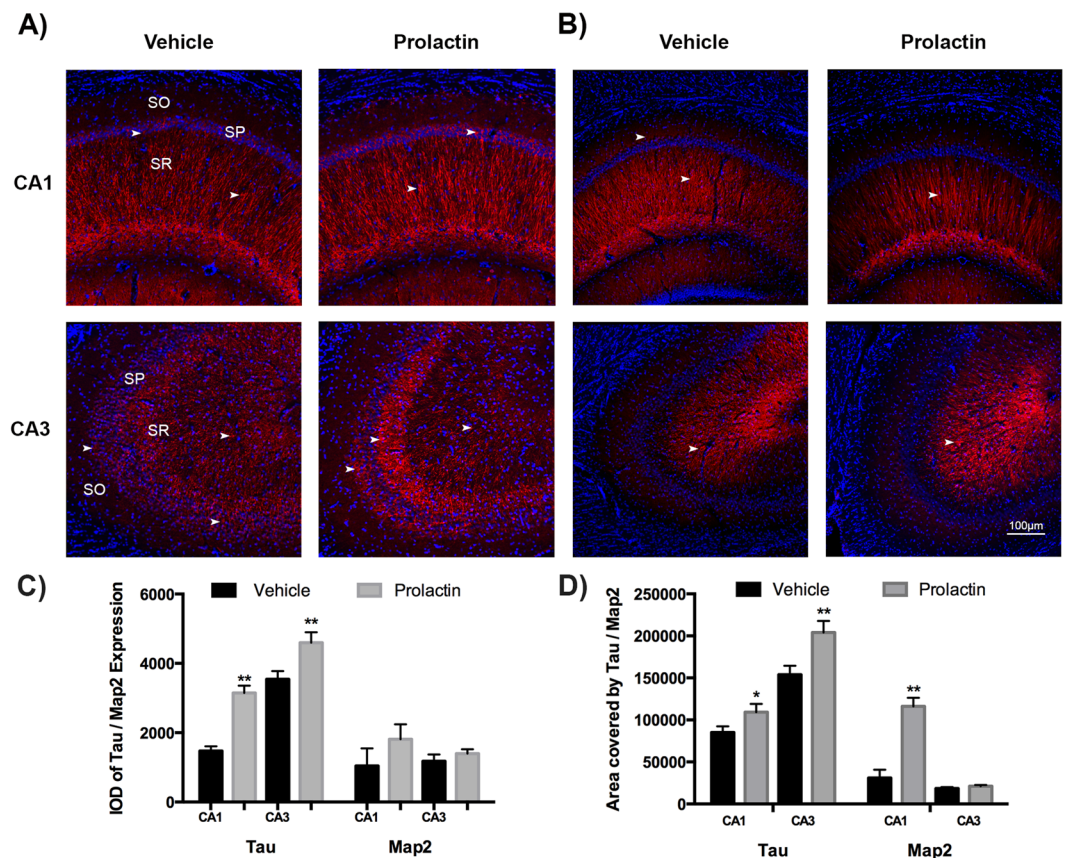 A)
B)
Vehicle
Prolactin
Vehicle
Prolactin
CA1
SO
SP
SR
CA3
SP
SR
SO
100µm
C)
Vehicle
Prolactin
IOD of Tau / Map2 Expression
6000
4000
2000
0
**
**
CA1
CA3
CA1
CA2
Tau
Map2
D)
Vehicle
Prolactin
Area covered by Tau / Map2
250000
200000
150000
100000
50000
0
*
**
**
CA1
CA3
CA1
CA3
Tau
Map2